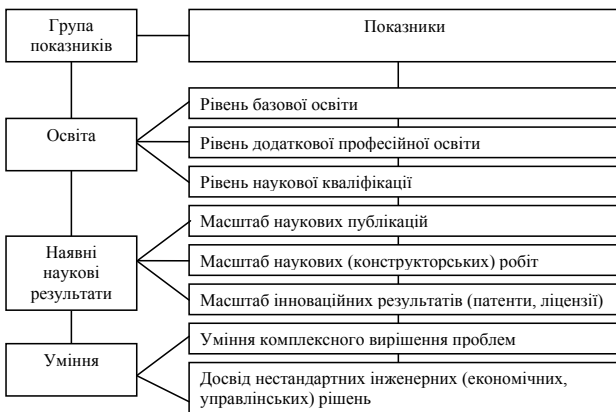 Група
показників
Показники
Освіта
Рівень базової освіти
Рівень додаткової професійної освіти
Рівень наукової кваліфікації
Наявні
наукові
результати
Масштаб наукових публікацій
Масштаб наукових (конструкторських) робіт
Масштаб інноваційних результатів (патенти, ліцензії)
Уміння
Уміння комплексного вирішення проблем
Досвід нестандартних інженерних (економічних,
управлінських) рішень